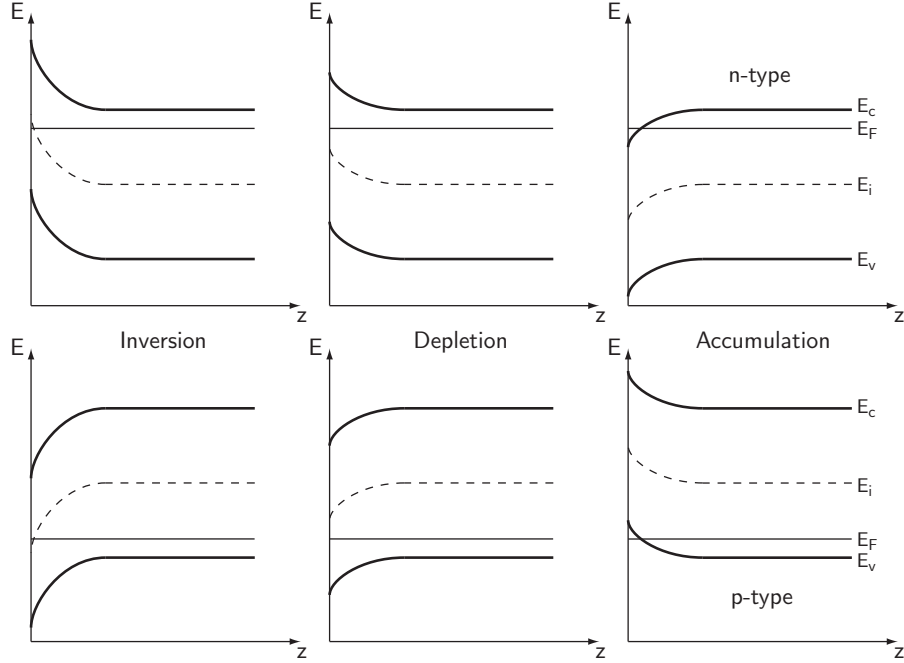 E
E
E
n-type
E_c
E_F
E_i
E_v
z
z
z
Inversion
Depletion
Accumulation
E
E
E
E_c
E_i
E_F
E_v
p-type
z
z
z